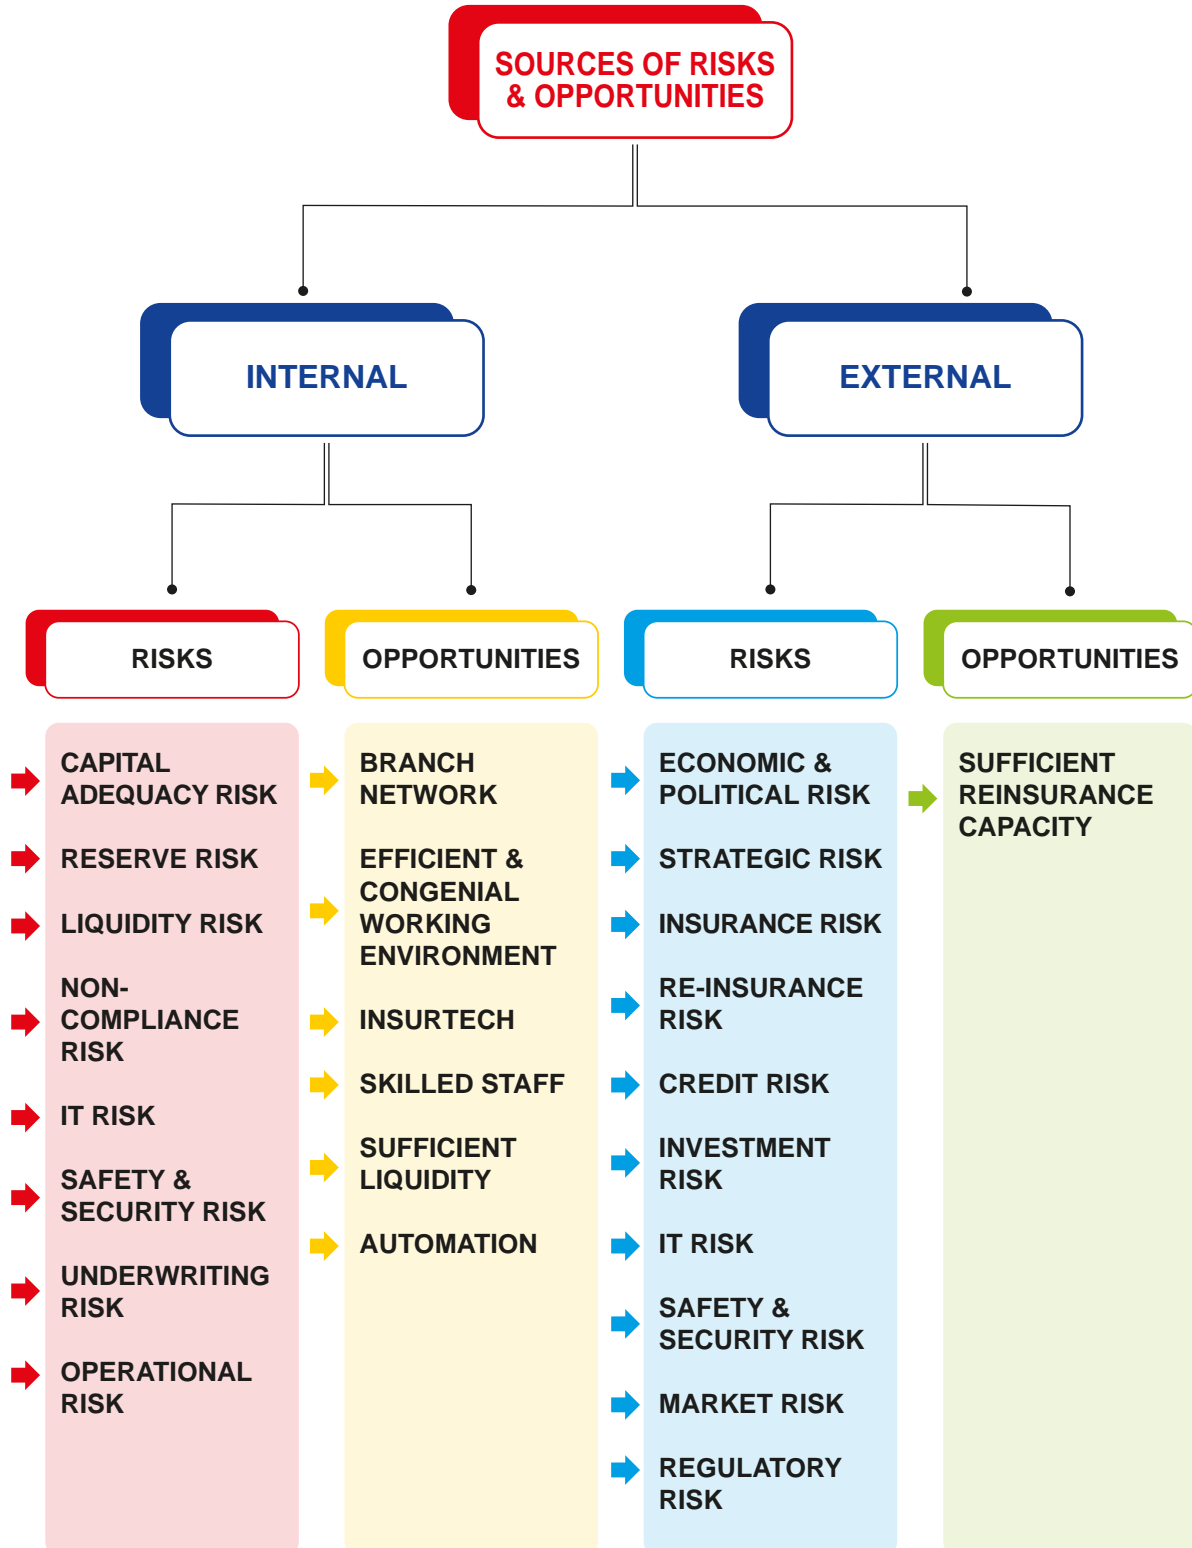 SOURCES OF RISKS
& OPPORTUNITIES
INTERNAL
EXTERNAL
RISKS
OPPORTUNITIES
RISKS
OPPORTUNITIES
CAPITAL
ADEQUACY RISK
RESERVE RISK
LIQUIDITY RISK
NON-
COMPLIANCE
RISK
IT RISK
SAFETY &
SECURITY RISK
UNDERWRITING
RISK
OPERATIONAL
RISK
BRANCH
NETWORK
EFFICIENT &
CONGENIAL
WORKING
ENVIRONMENT
INSURTECH
SKILLED STAFF
SUFFICIENT
LIQUIDITY
AUTOMATION
ECONOMIC &
POLITICAL RISK
STRATEGIC RISK
INSURANCE RISK
RE-INSURANCE
RISK
CREDIT RISK
INVESTMENT
RISK
IT RISK
SAFETY &
SECURITY RISK
MARKET RISK
REGULATORY
RISK
SUFFICIENT
REINSURANCE
CAPACITY